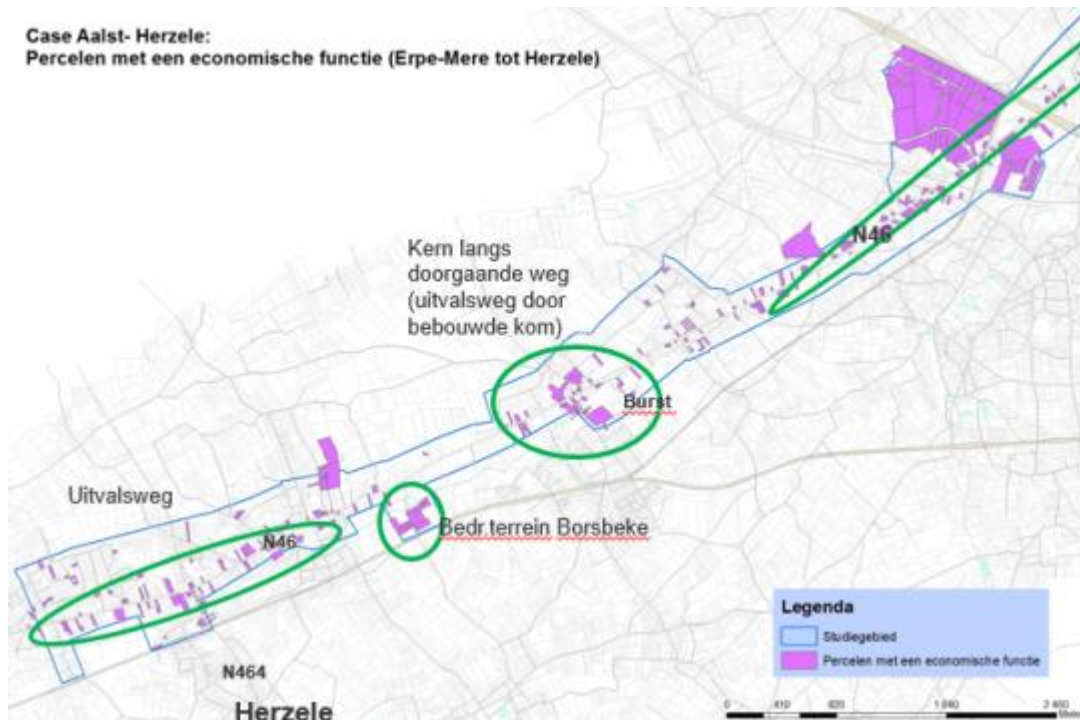 Case Aalst- Herzele:
Percelen met een economische functie (Erpe-Mere tot Herzele)
N46
Kern langs
doorgaande weg
(uitvalsweg door
bebouwde kom)
Burst
Uitvalsweg
Bedr.terrein Borsbeke
N46
N464
Herzele
Legenda
Studiegebied
Percelen met een economische functie
0 410 820 1 640 2 460